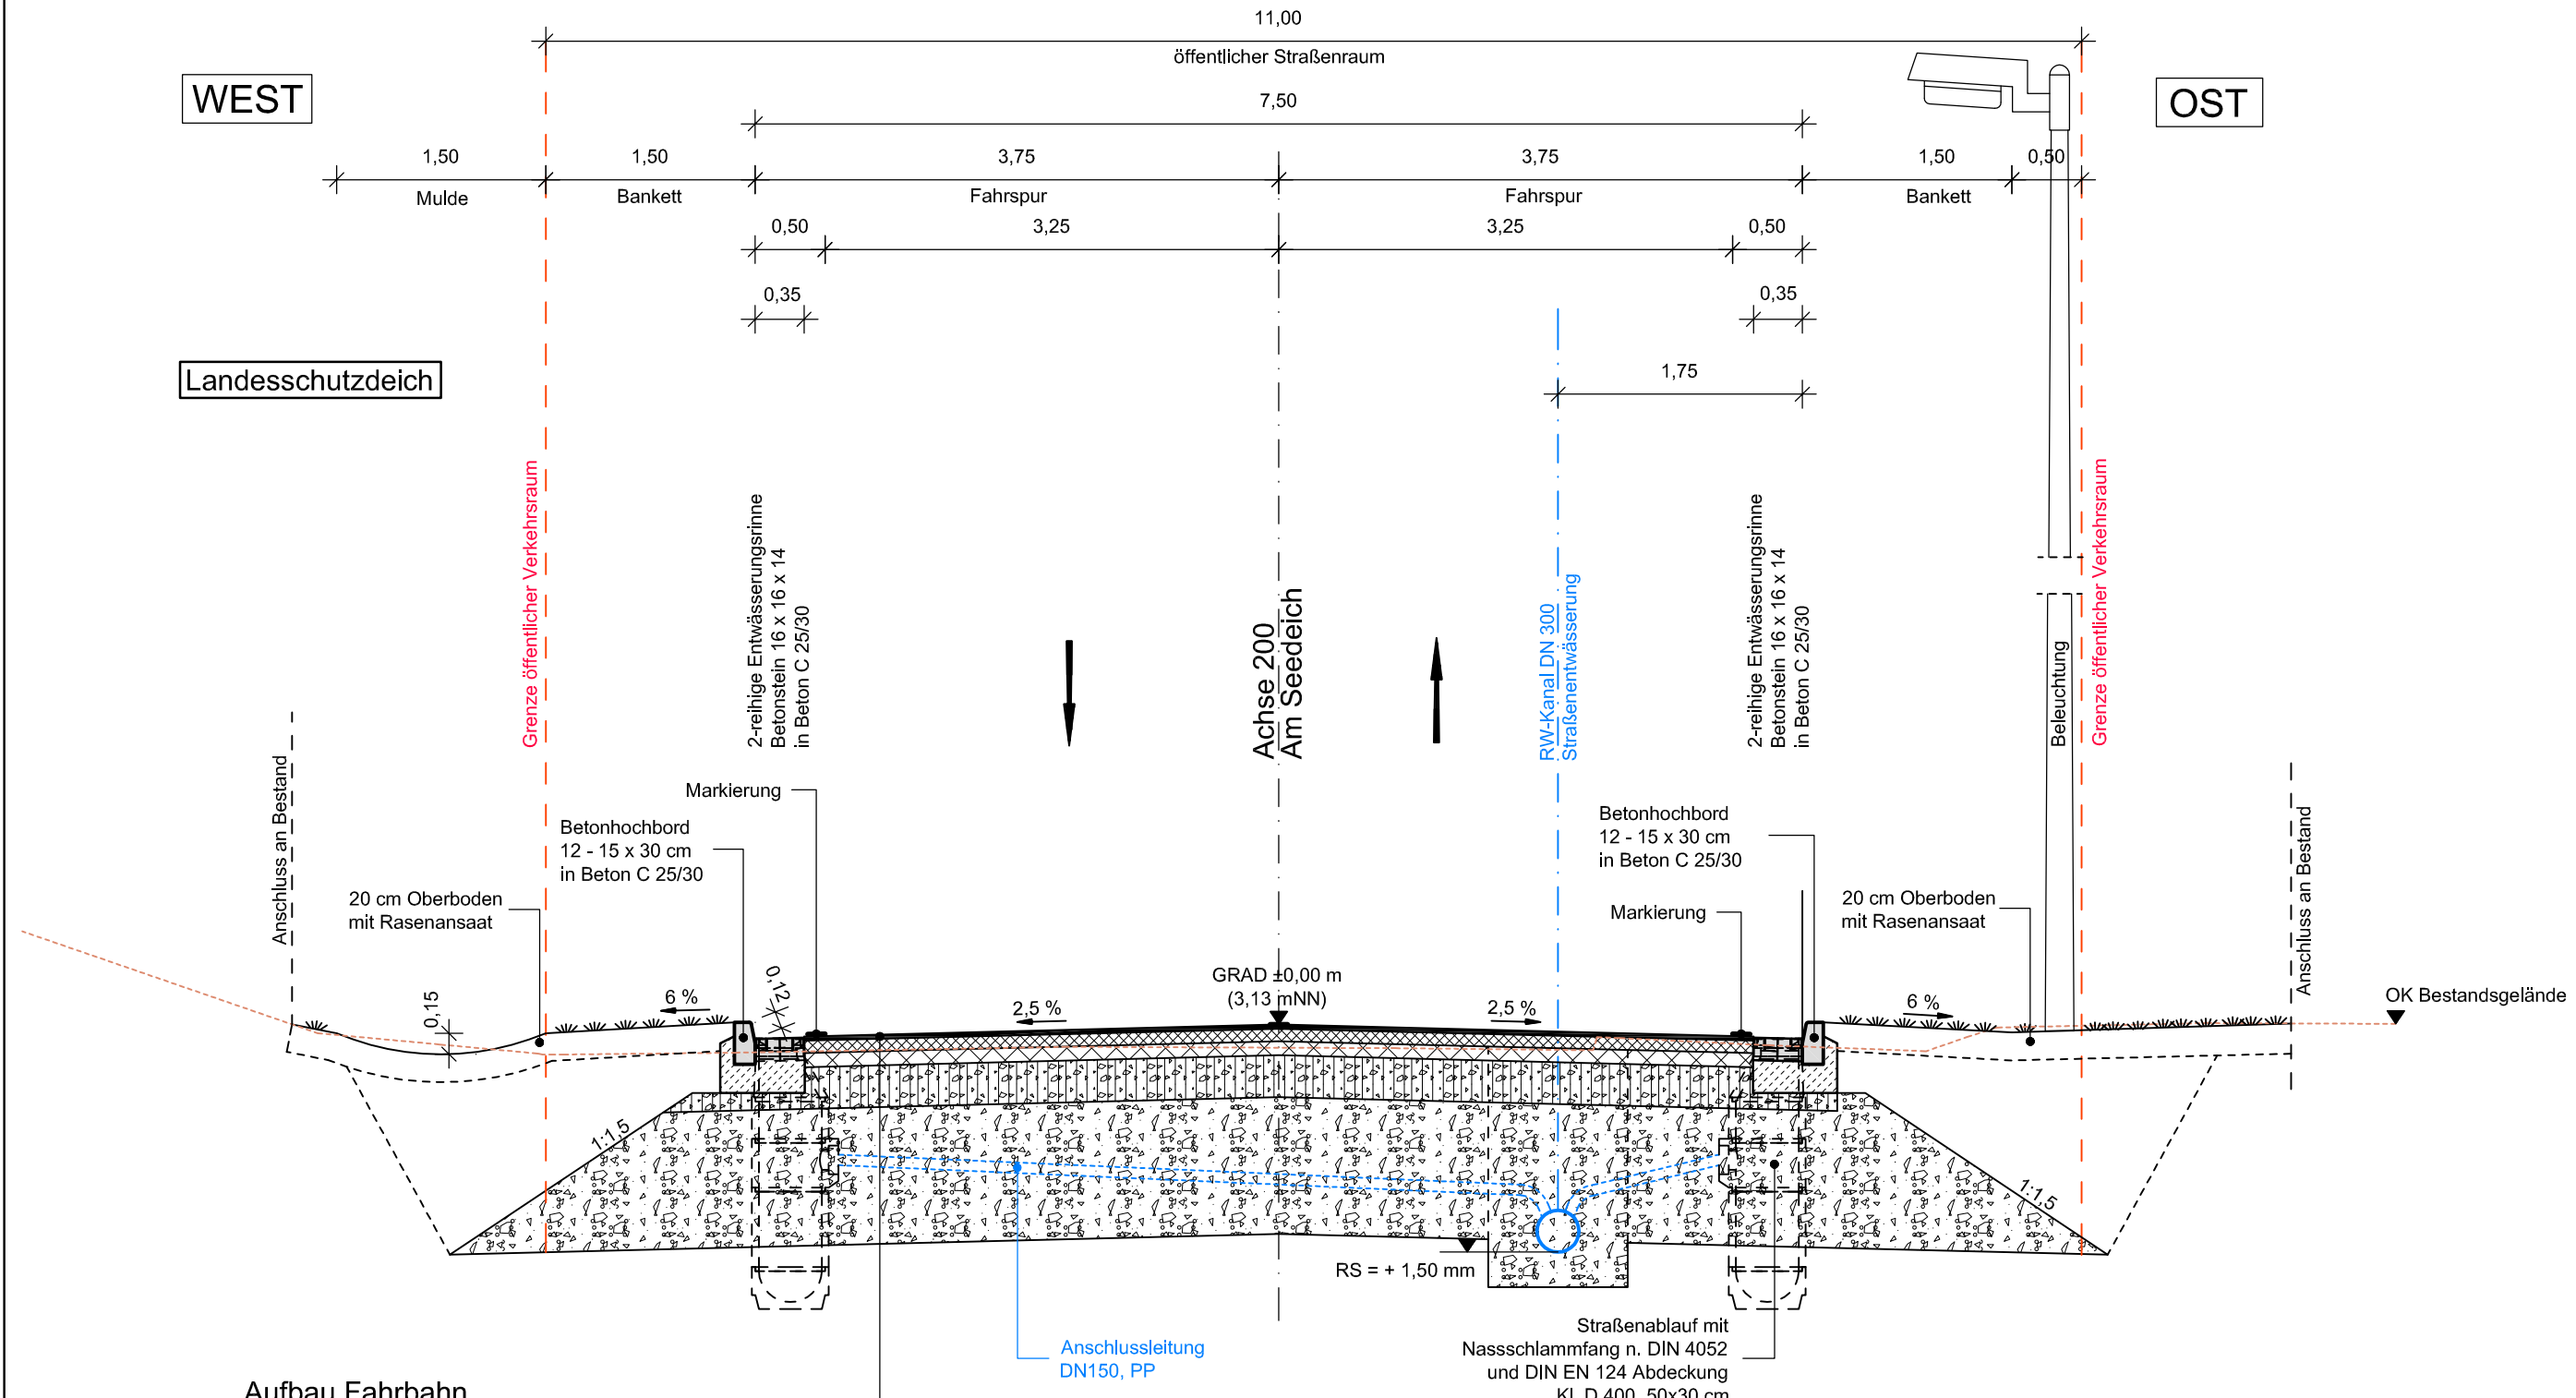 11,00
öffentlicher Straßenraum
WEST
OST
7,50
1,50
1,50
3,75
3,75
1,50
0,50
Mulde
Bankett
Fahrspur
Fahrspur
Bankett
0,50
3,25
3,25
0,50
0,35
0,35
Landesschutzdeich
1,75
Grenze öffentlicher Verkehrsraum
2-reihige Entwässerungsrinne
Betonstein 16 x 16 x 14
in Beton C 25/30
Achse 200
Am Seedeich
RW-Kanal DN 300
Straßenentwässerung
2-reihige Entwässerungsrinne
Betonstein 16 x 16 x 14
in Beton C 25/30
Beleuchtung
Grenze öffentlicher Verkehrsraum
Anschluss an Bestand
Markierung
Betonhochbord
12 - 15 x 30 cm
in Beton C 25/30
20 cm Oberboden
mit Rasenansaat
Betonhochbord
12 - 15 x 30 cm
in Beton C 25/30
Markierung
20 cm Oberboden
mit Rasenansaat
Anschluss an Bestand
0,15
6 %
0,12
2,5 %
GRAD ±0,00 m
(3,13 mNN)
2,5 %
6 %
OK Bestandsgelände
1:1,5
1:1,5
RS = + 1,50 mm
Anschlussleitung
DN150, PP
Straßenablauf mit
Nassschlammfang n. DIN 4052
und DIN EN 124 Abdeckung
Kl. D 400, 50x30 cm
Aufbau Fahrbahn